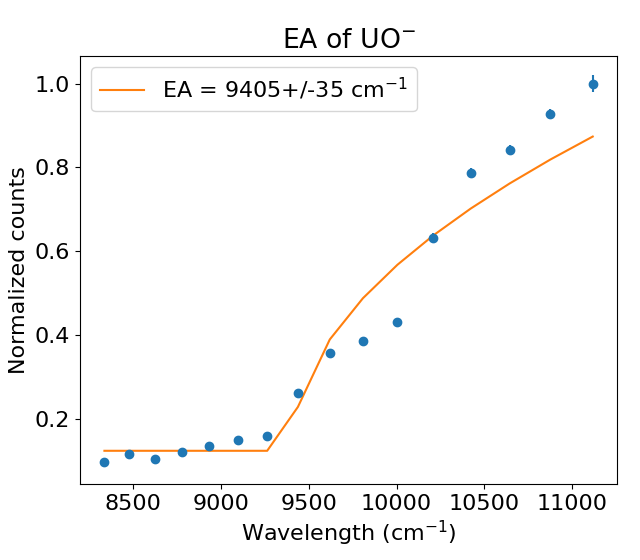 EA of UO⁻
EA = 9405+/-35 cm⁻¹
Normalized counts
1.0
0.8
0.6
0.4
0.2
8500 9000 9500 10000 10500 11000
Wavelength (cm⁻¹)